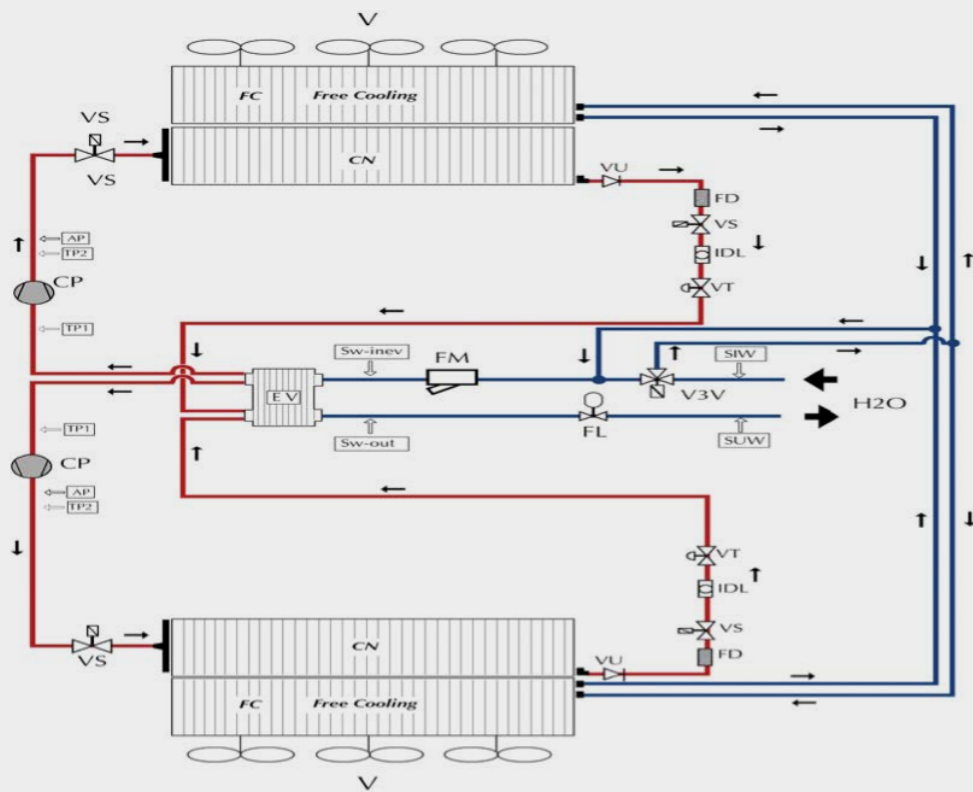 V
FC Free Cooling
VS
CN
VS
VU
FD
VS
AP
TP2
IDL
CP
VT
TP1
Sw-inev
FM
SIW
EV
V3V
H2O
TP1
Sw-out
FL
SUW
CP
AP
TP2
VT
IDL
VS
CN
VS
VU
FD
FC Free Cooling
V